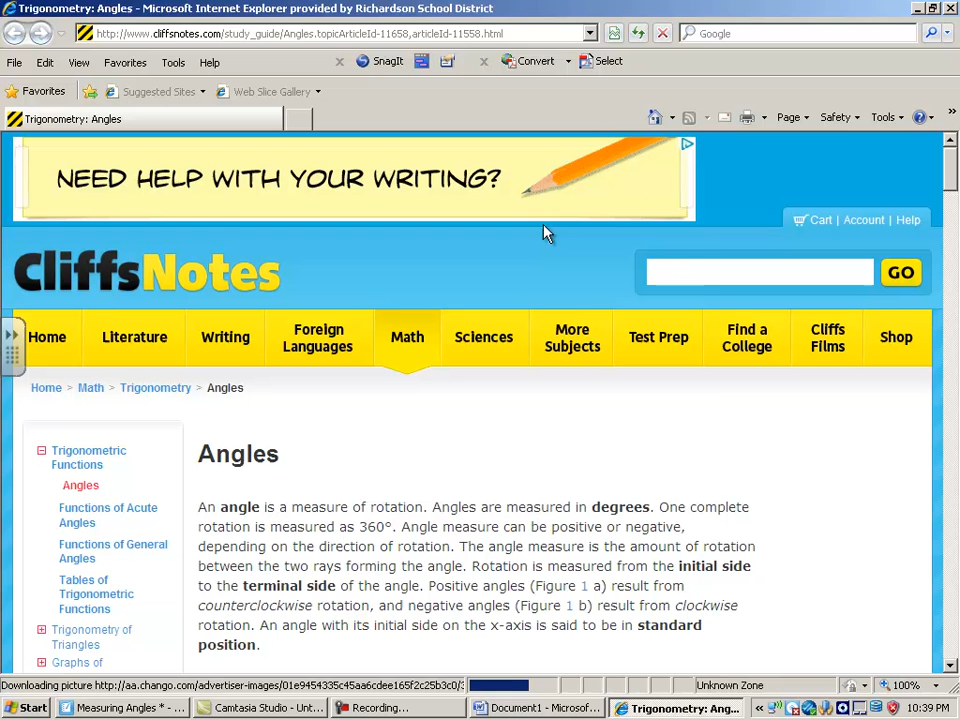 Trigonometry: Angles - Microsoft Internet Explorer provided by Richardson School District
http://www.cliffsnotes.com/study_guide/Angles.topicArticleId-11658,articleId-11558.html
Google
File Edit View Favorites Tools Help
SnagIt
Convert
Select
Favorites
Suggested Sites
Web Slice Gallery
Trigonometry: Angles
Page
Safety
Tools
NEED HELP WITH YOUR WRITING?
Cart | Account | Help
CliffsNotes
GO
Home
Literature
Writing
Foreign
Languages
Math
Sciences
More
Subjects
Test Prep
Find a
College
Cliffs
Films
Shop
Home > Math > Trigonometry > Angles
Trigonometric
Functions
Angles
Functions of Acute
Angles
Functions of General
Angles
Tables of
Trigonometric
Functions
Trigonometry of
Triangles
Graphs of
Angles
An angle is a measure of rotation. Angles are measured in degrees. One complete
rotation is measured as 360°. Angle measure can be positive or negative,
depending on the direction of rotation. The angle measure is the amount of rotation
between the two rays forming the angle. Rotation is measured from the initial side
to the terminal side of the angle. Positive angles (Figure 1 a) result from
counterclockwise rotation, and negative angles (Figure 1 b) result from clockwise
rotation. An angle with its initial side on the x-axis is said to be in standard
position.
Downloading picture http://aa.chango.com/advertiser-images/01e9454335c45aa6cdee165f2c25b3c0/3
Unknown Zone
100%
Start
Measuring Angles * - ...
Camtasia Studio - Unt...
Recording...
Document1 - Microsof...
Trigonometry: Ang...
10:39 PM